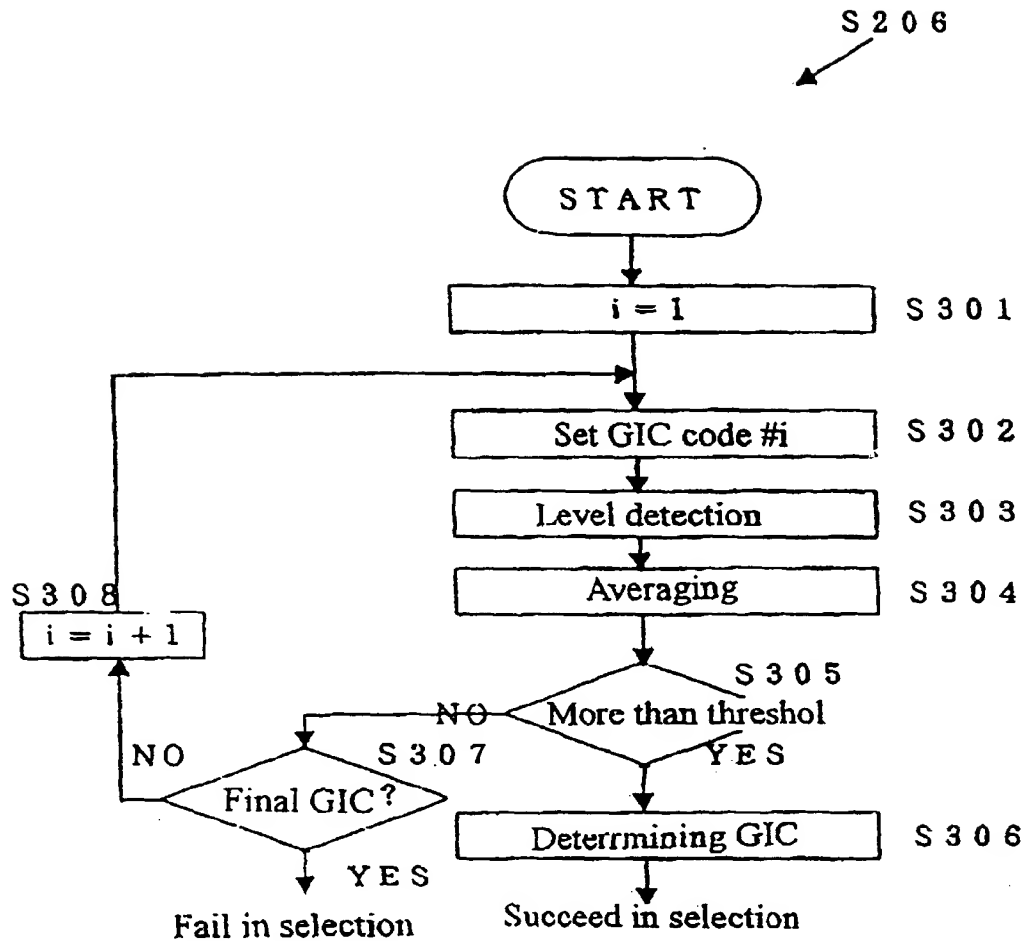 S206
START
i = 1
S301
Set GIC code #i
S302
Level detection
S303
Averaging
S304
S308
i = i + 1
S305
More than threshol
NO
YES
S307
NO
Final GIC?
YES
Deterrmining GIC
S306
Fail in selection
Succeed in selection